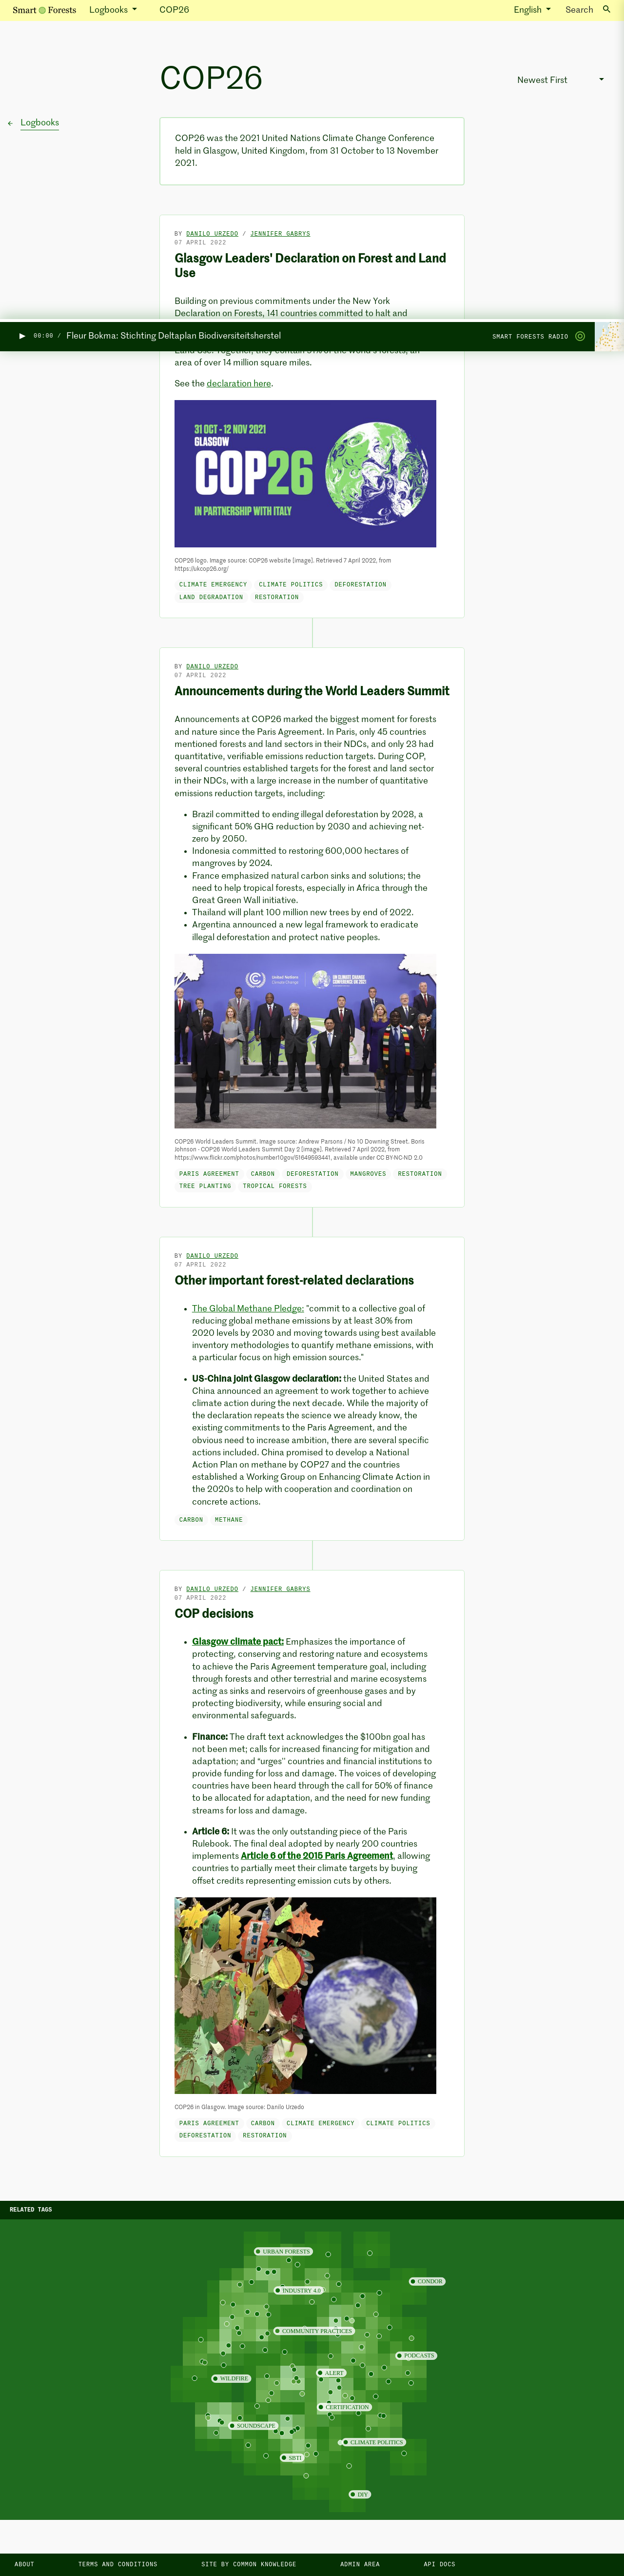 Smart Forests
Logbooks
COP26
English
Search
COP26
Newest First
Logbooks
COP26 was the 2021 United Nations Climate Change Conference
held in Glasgow, United Kingdom, from 31 October to 13 November
2021.
BY DANILO URZEDO / JENNIFER GABRYS
07 APRIL 2022
Glasgow Leaders' Declaration on Forest and Land
Use
Building on previous commitments under the New York
Declaration on Forests, 141 countries committed to halt and
00:00 / Fleur Bokma: Stichting Deltaplan Biodiversiteitsherstel
SMART FORESTS RADIO
area of over 14 million square miles.
See the declaration here.
31 OCT - 12 NOV 2021
GLASGOW
COP26
IN PARTNERSHIP WITH ITALY
COP26 logo. Image source: COP26 website [image]. Retrieved 7 April 2022, from
https://ukcop26.org/
CLIMATE EMERGENCY CLIMATE POLITICS DEFORESTATION
LAND DEGRADATION RESTORATION
BY DANILO URZEDO
07 APRIL 2022
Announcements during the World Leaders Summit
Announcements at COP26 marked the biggest moment for forests
and nature since the Paris Agreement. In Paris, only 45 countries
mentioned forests and land sectors in their NDCs, and only 23 had
quantitative, verifiable emissions reduction targets. During COP,
several countries established targets for the forest and land sector
in their NDCs, with a large increase in the number of quantitative
emissions reduction targets, including:
• Brazil committed to ending illegal deforestation by 2028, a
significant 50% GHG reduction by 2030 and achieving net-
zero by 2050.
• Indonesia committed to restoring 600,000 hectares of
mangroves by 2024.
• France emphasized natural carbon sinks and solutions; the
need to help tropical forests, especially in Africa through the
Great Green Wall initiative.
• Thailand will plant 100 million new trees by end of 2022.
• Argentina announced a new legal framework to eradicate
illegal deforestation and protect native peoples.
United Nations
Climate Change
UN CLIMATE CHANGE
CONFERENCE UK 2021
COP26 World Leaders Summit. Image source: Andrew Parsons / No 10 Downing Street. Boris
Johnson - COP26 World Leaders Summit Day 2 [image]. Retrieved 7 April 2022, from
https://www.flickr.com/photos/number10gov/51649693441, available under CC BY-NC-ND 2.0
PARIS AGREEMENT CARBON DEFORESTATION MANGROVES RESTORATION
TREE PLANTING TROPICAL FORESTS
BY DANILO URZEDO
07 APRIL 2022
Other important forest-related declarations
• The Global Methane Pledge: "commit to a collective goal of
reducing global methane emissions by at least 30% from
2020 levels by 2030 and moving towards using best available
inventory methodologies to quantify methane emissions, with
a particular focus on high emission sources."
• US-China joint Glasgow declaration: the United States and
China announced an agreement to work together to achieve
climate action during the next decade. While the majority of
the declaration repeats the science we already know, the
existing commitments to the Paris Agreement, and the
obvious need to increase ambition, there are several specific
actions included. China promised to develop a National
Action Plan on methane by COP27 and the countries
established a Working Group on Enhancing Climate Action in
the 2020s to help with cooperation and coordination on
concrete actions.
CARBON METHANE
BY DANILO URZEDO / JENNIFER GABRYS
07 APRIL 2022
COP decisions
• Glasgow climate pact: Emphasizes the importance of
protecting, conserving and restoring nature and ecosystems
to achieve the Paris Agreement temperature goal, including
through forests and other terrestrial and marine ecosystems
acting as sinks and reservoirs of greenhouse gases and by
protecting biodiversity, while ensuring social and
environmental safeguards.
• Finance: The draft text acknowledges the $100bn goal has
not been met; calls for increased financing for mitigation and
adaptation; and “urges’’ countries and financial institutions to
provide funding for loss and damage. The voices of developing
countries have been heard through the call for 50% of finance
to be allocated for adaptation, and the need for new funding
streams for loss and damage.
• Article 6: It was the only outstanding piece of the Paris
Rulebook. The final deal adopted by nearly 200 countries
implements Article 6 of the 2015 Paris Agreement, allowing
countries to partially meet their climate targets by buying
offset credits representing emission cuts by others.
COP26 in Glasgow. Image source: Danilo Urzedo
PARIS AGREEMENT CARBON CLIMATE EMERGENCY CLIMATE POLITICS
DEFORESTATION RESTORATION
RELATED TAGS
URBAN FORESTS
CONDOR
INDUSTRY 4.0
COMMUNITY PRACTICES
PODCASTS
ALERT
WILDFIRE
CERTIFICATION
SOUNDSCAPE
CLIMATE POLITICS
SBTI
DIY
ABOUT
TERMS AND CONDITIONS
SITE BY COMMON KNOWLEDGE
ADMIN AREA
API DOCS